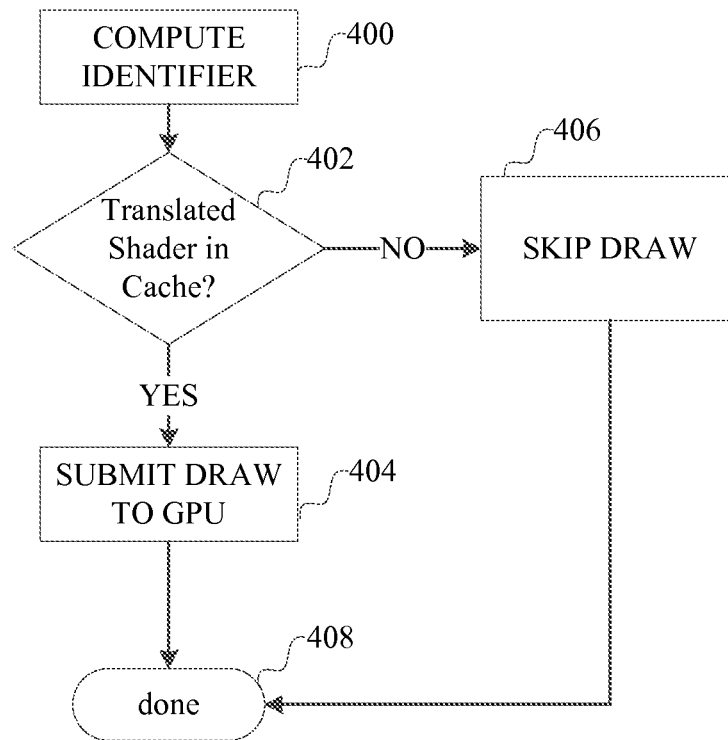 COMPUTE
IDENTIFIER
400
402
Translated
Shader in
Cache?
NO
406
SKIP DRAW
YES
SUBMIT DRAW
TO GPU
404
408
done